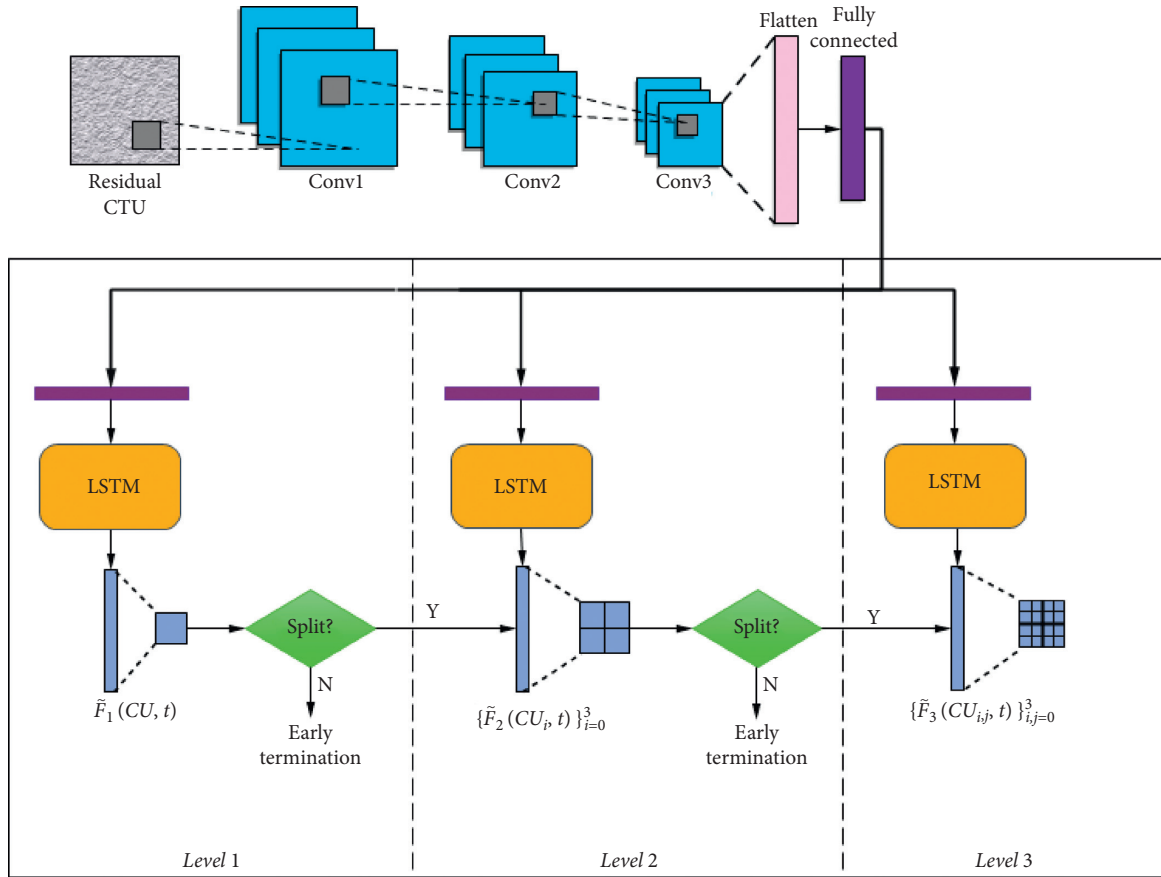 Flatten
Fully
connected
Residual
CTU
Conv1
Conv2
Conv3
LSTM
LSTM
LSTM
Split?
Y
Split?
Y
N
N
F̃₁ (CU, t)
{F̃₂ (CUᵢ, t) }³ᵢ₌₀
{F̃₃ (CUᵢ,ⱼ, t) }³ᵢ,ⱼ₌₀
Early
termination
Early
termination
Level 1
Level 2
Level 3